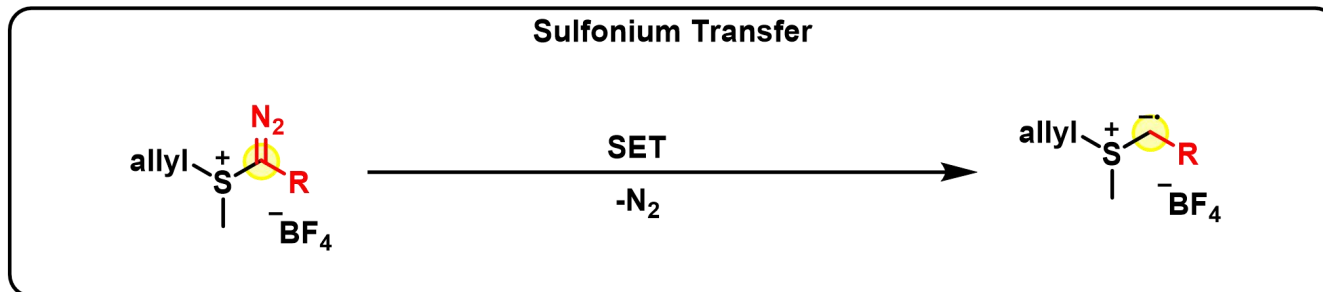 Sulfonium Transfer
N₂
allyl
+
S
R
−
BF₄
SET
-N₂
allyl
+
S
−·
R
−
BF₄